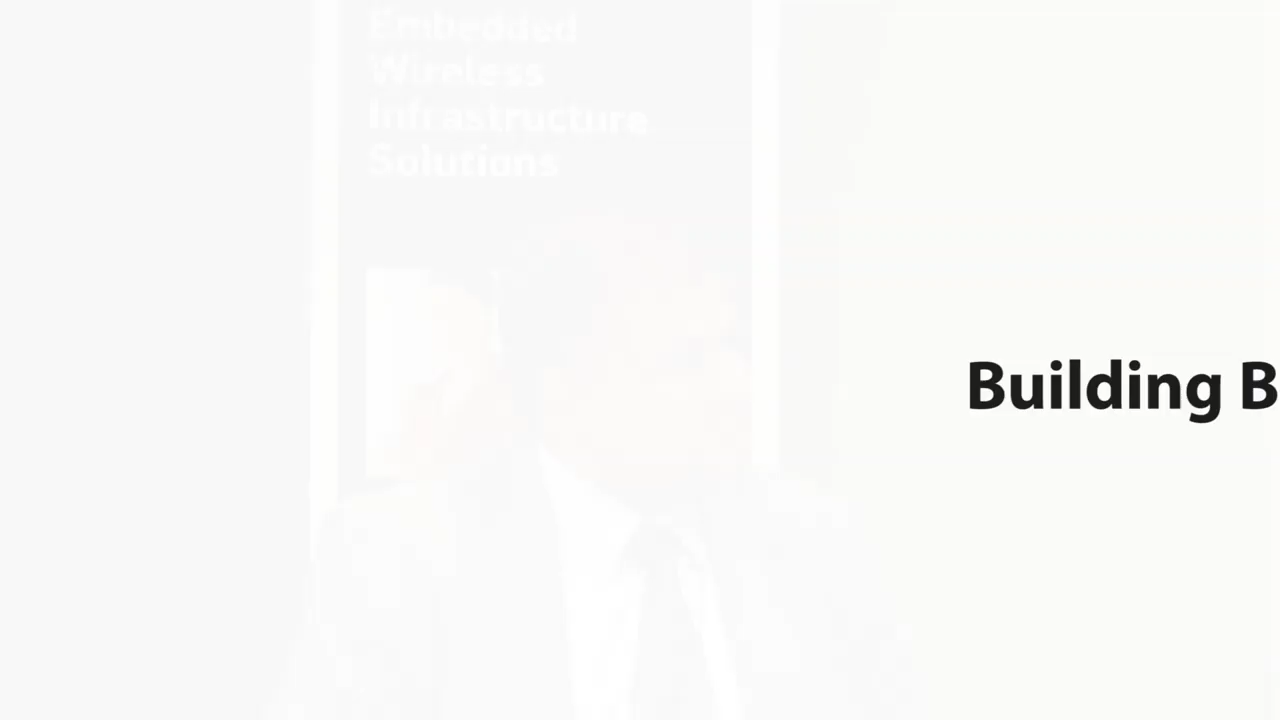 Embedded
Wireless
Infrastructure
Solutions
Building B